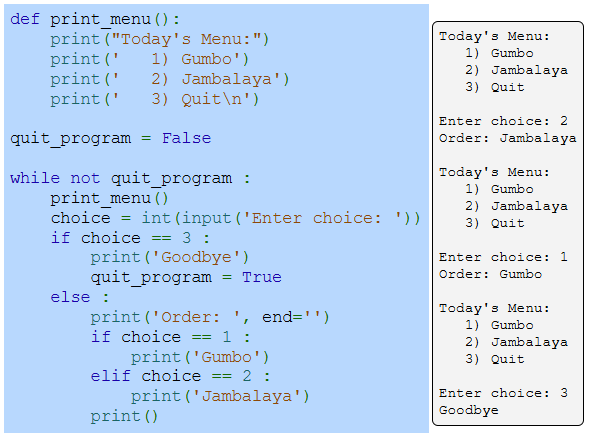 def print_menu():
    print("Today's Menu:")
    print('   1) Gumbo')
    print('   2) Jambalaya')
    print('   3) Quit\n')

quit_program = False

while not quit_program :
    print_menu()
    choice = int(input('Enter choice: '))
    if choice == 3 :
        print('Goodbye')
        quit_program = True
    else :
        print('Order: ', end='')
        if choice == 1 :
            print('Gumbo')
        elif choice == 2 :
            print('Jambalaya')
        print()

Today's Menu:
   1) Gumbo
   2) Jambalaya
   3) Quit

Enter choice: 2
Order: Jambalaya

Today's Menu:
   1) Gumbo
   2) Jambalaya
   3) Quit

Enter choice: 1
Order: Gumbo

Today's Menu:
   1) Gumbo
   2) Jambalaya
   3) Quit

Enter choice: 3
Goodbye